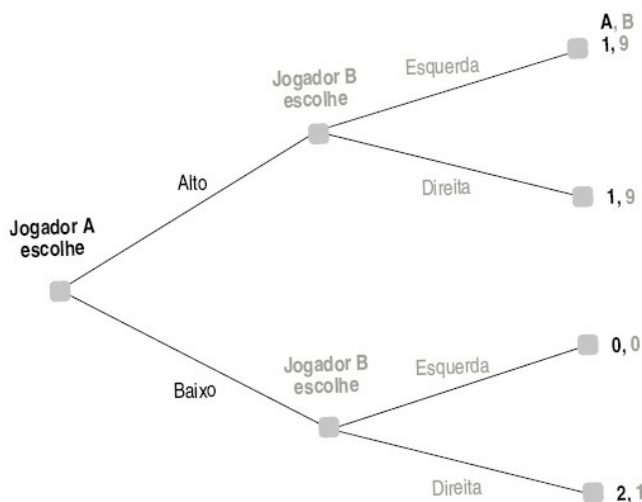 A, B
1, 9
Esquerda
Jogador B
escolhe
Alto
Direita
1, 9
Jogador A
escolhe
0, 0
Jogador B
escolhe
Esquerda
Baixo
Direita
2, 1